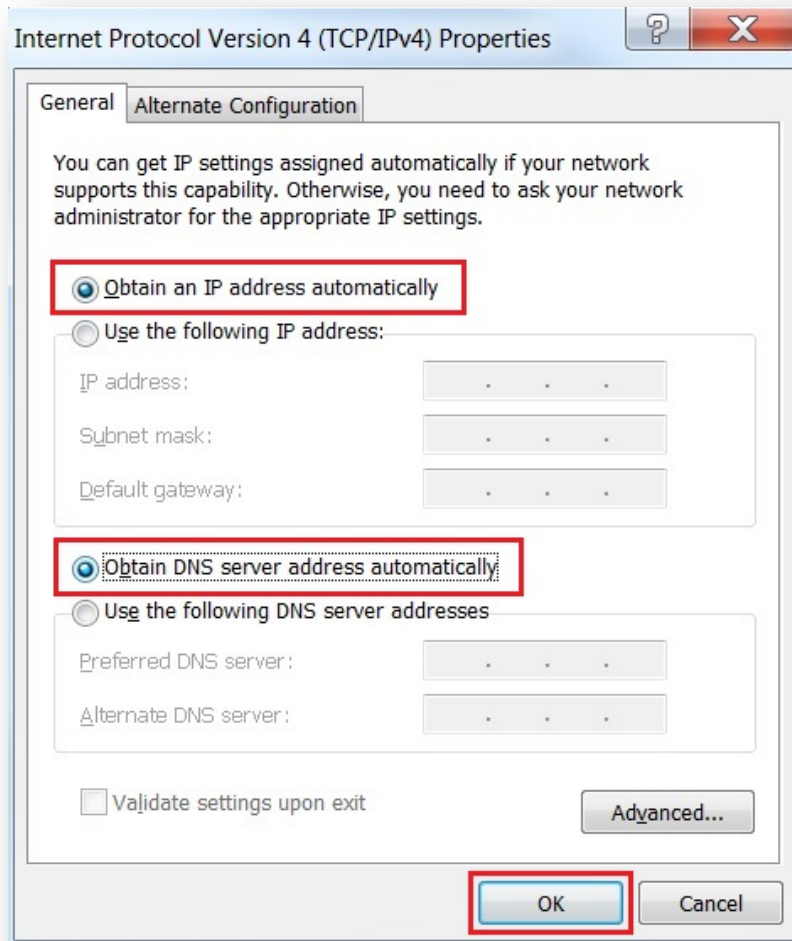 Internet Protocol Version 4 (TCP/IPv4) Properties
General
Alternate Configuration
You can get IP settings assigned automatically if your network
supports this capability. Otherwise, you need to ask your network
administrator for the appropriate IP settings.
Obtain an IP address automatically
Use the following IP address:
IP address:
Subnet mask:
Default gateway:
Obtain DNS server address automatically
Use the following DNS server addresses
Preferred DNS server:
Alternate DNS server:
Validate settings upon exit
Advanced...
OK
Cancel